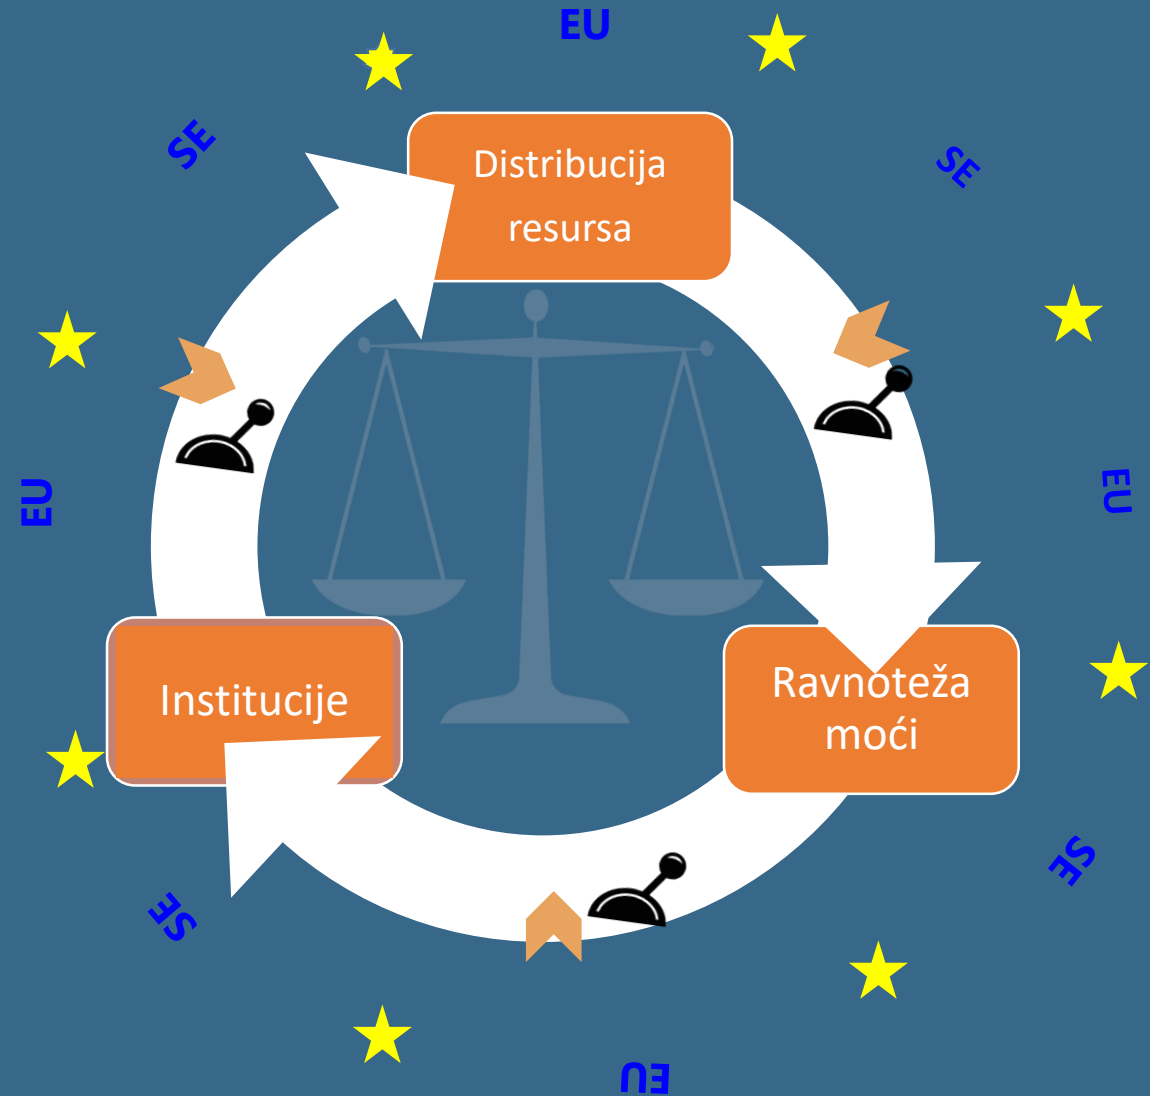 EU
SE
SE
Distribucija
resursa
EU
EU
Institucije
Ravnoteža
moći
SE
SE
EU